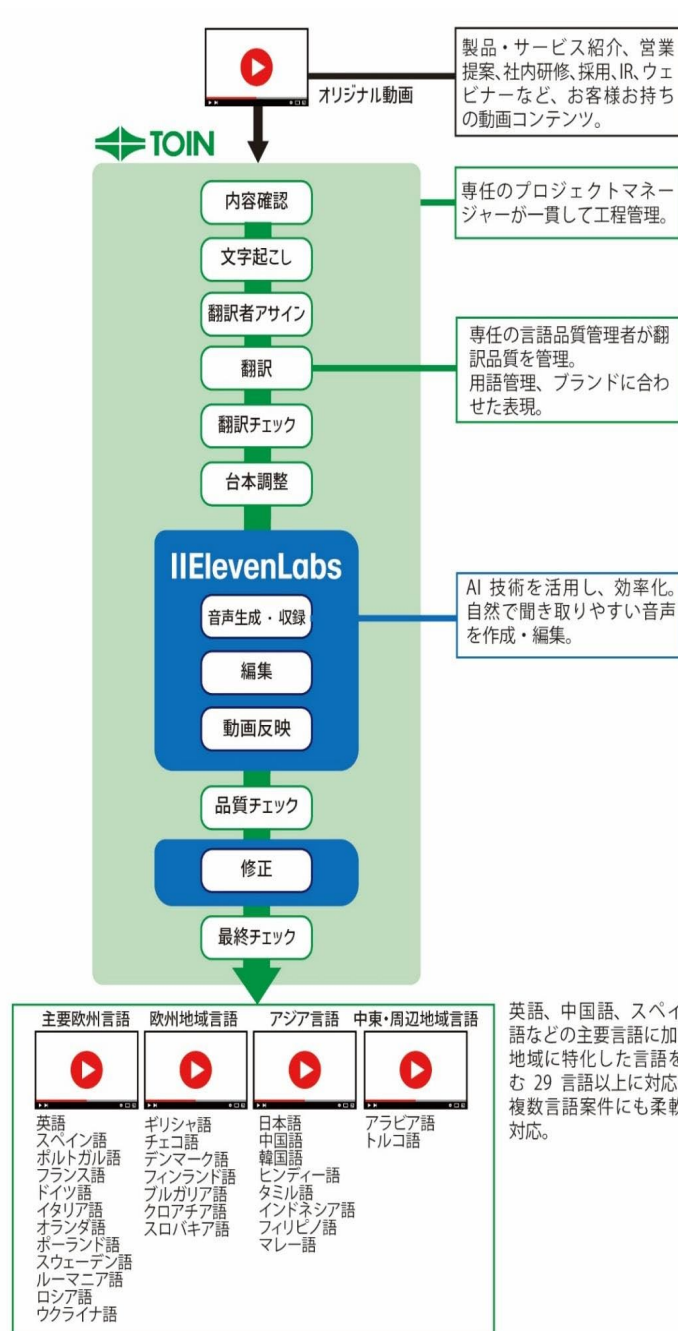 製品・サービス紹介、営業
提案、社内研修、採用、IR、ウェ
ビナーなど、お客様お持ち
の動画コンテンツ。
オリジナル動画
TOIN
内容確認
専任のプロジェクトマネー
ジャーが一貫して工程管理。
文字起こし
翻訳者アサイン
翻訳
専任の言語品質管理者が翻
訳品質を管理。
用語管理、ブランドに合わ
せた表現。
翻訳チェック
台本調整
IIElevenLabs
音声生成・収録
AI 技術を活用し、効率化。
自然で聞き取りやすい音声
を作成・編集。
編集
動画反映
品質チェック
修正
最終チェック
主要欧州言語
英語
スペイン語
ポルトガル語
フランス語
ドイツ語
イタリア語
オランダ語
ポーランド語
スウェーデン語
ルーマニア語
ロシア語
ウクライナ語
欧州地域言語
ギリシャ語
チェコ語
デンマーク語
フィンランド語
ブルガリア語
クロアチア語
スロバキア語
アジア言語
日本語
中国語
韓国語
ヒンディー語
タミル語
インドネシア語
フィリピノ語
マレー語
中東・周辺地域言語
アラビア語
トルコ語
英語、中国語、スペイ
語などの主要言語に加
地域に特化した言語を
む 29 言語以上に対応
複数言語案件にも柔軟
対応。